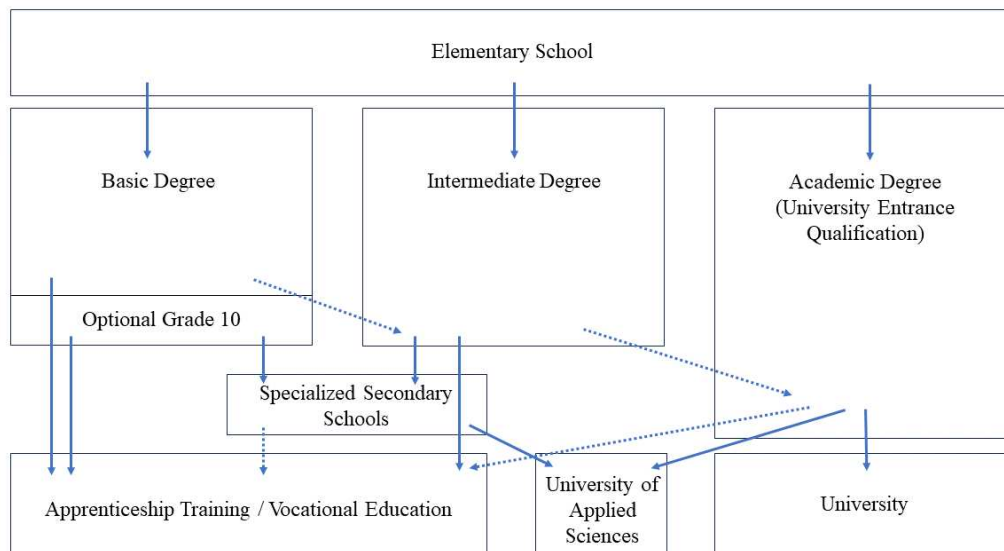 Elementary School
Basic Degree
Intermediate Degree
Academic Degree
(University Entrance
Qualification)
Optional Grade 10
Specialized Secondary
Schools
Apprenticeship Training / Vocational Education
University of
Applied
Sciences
University